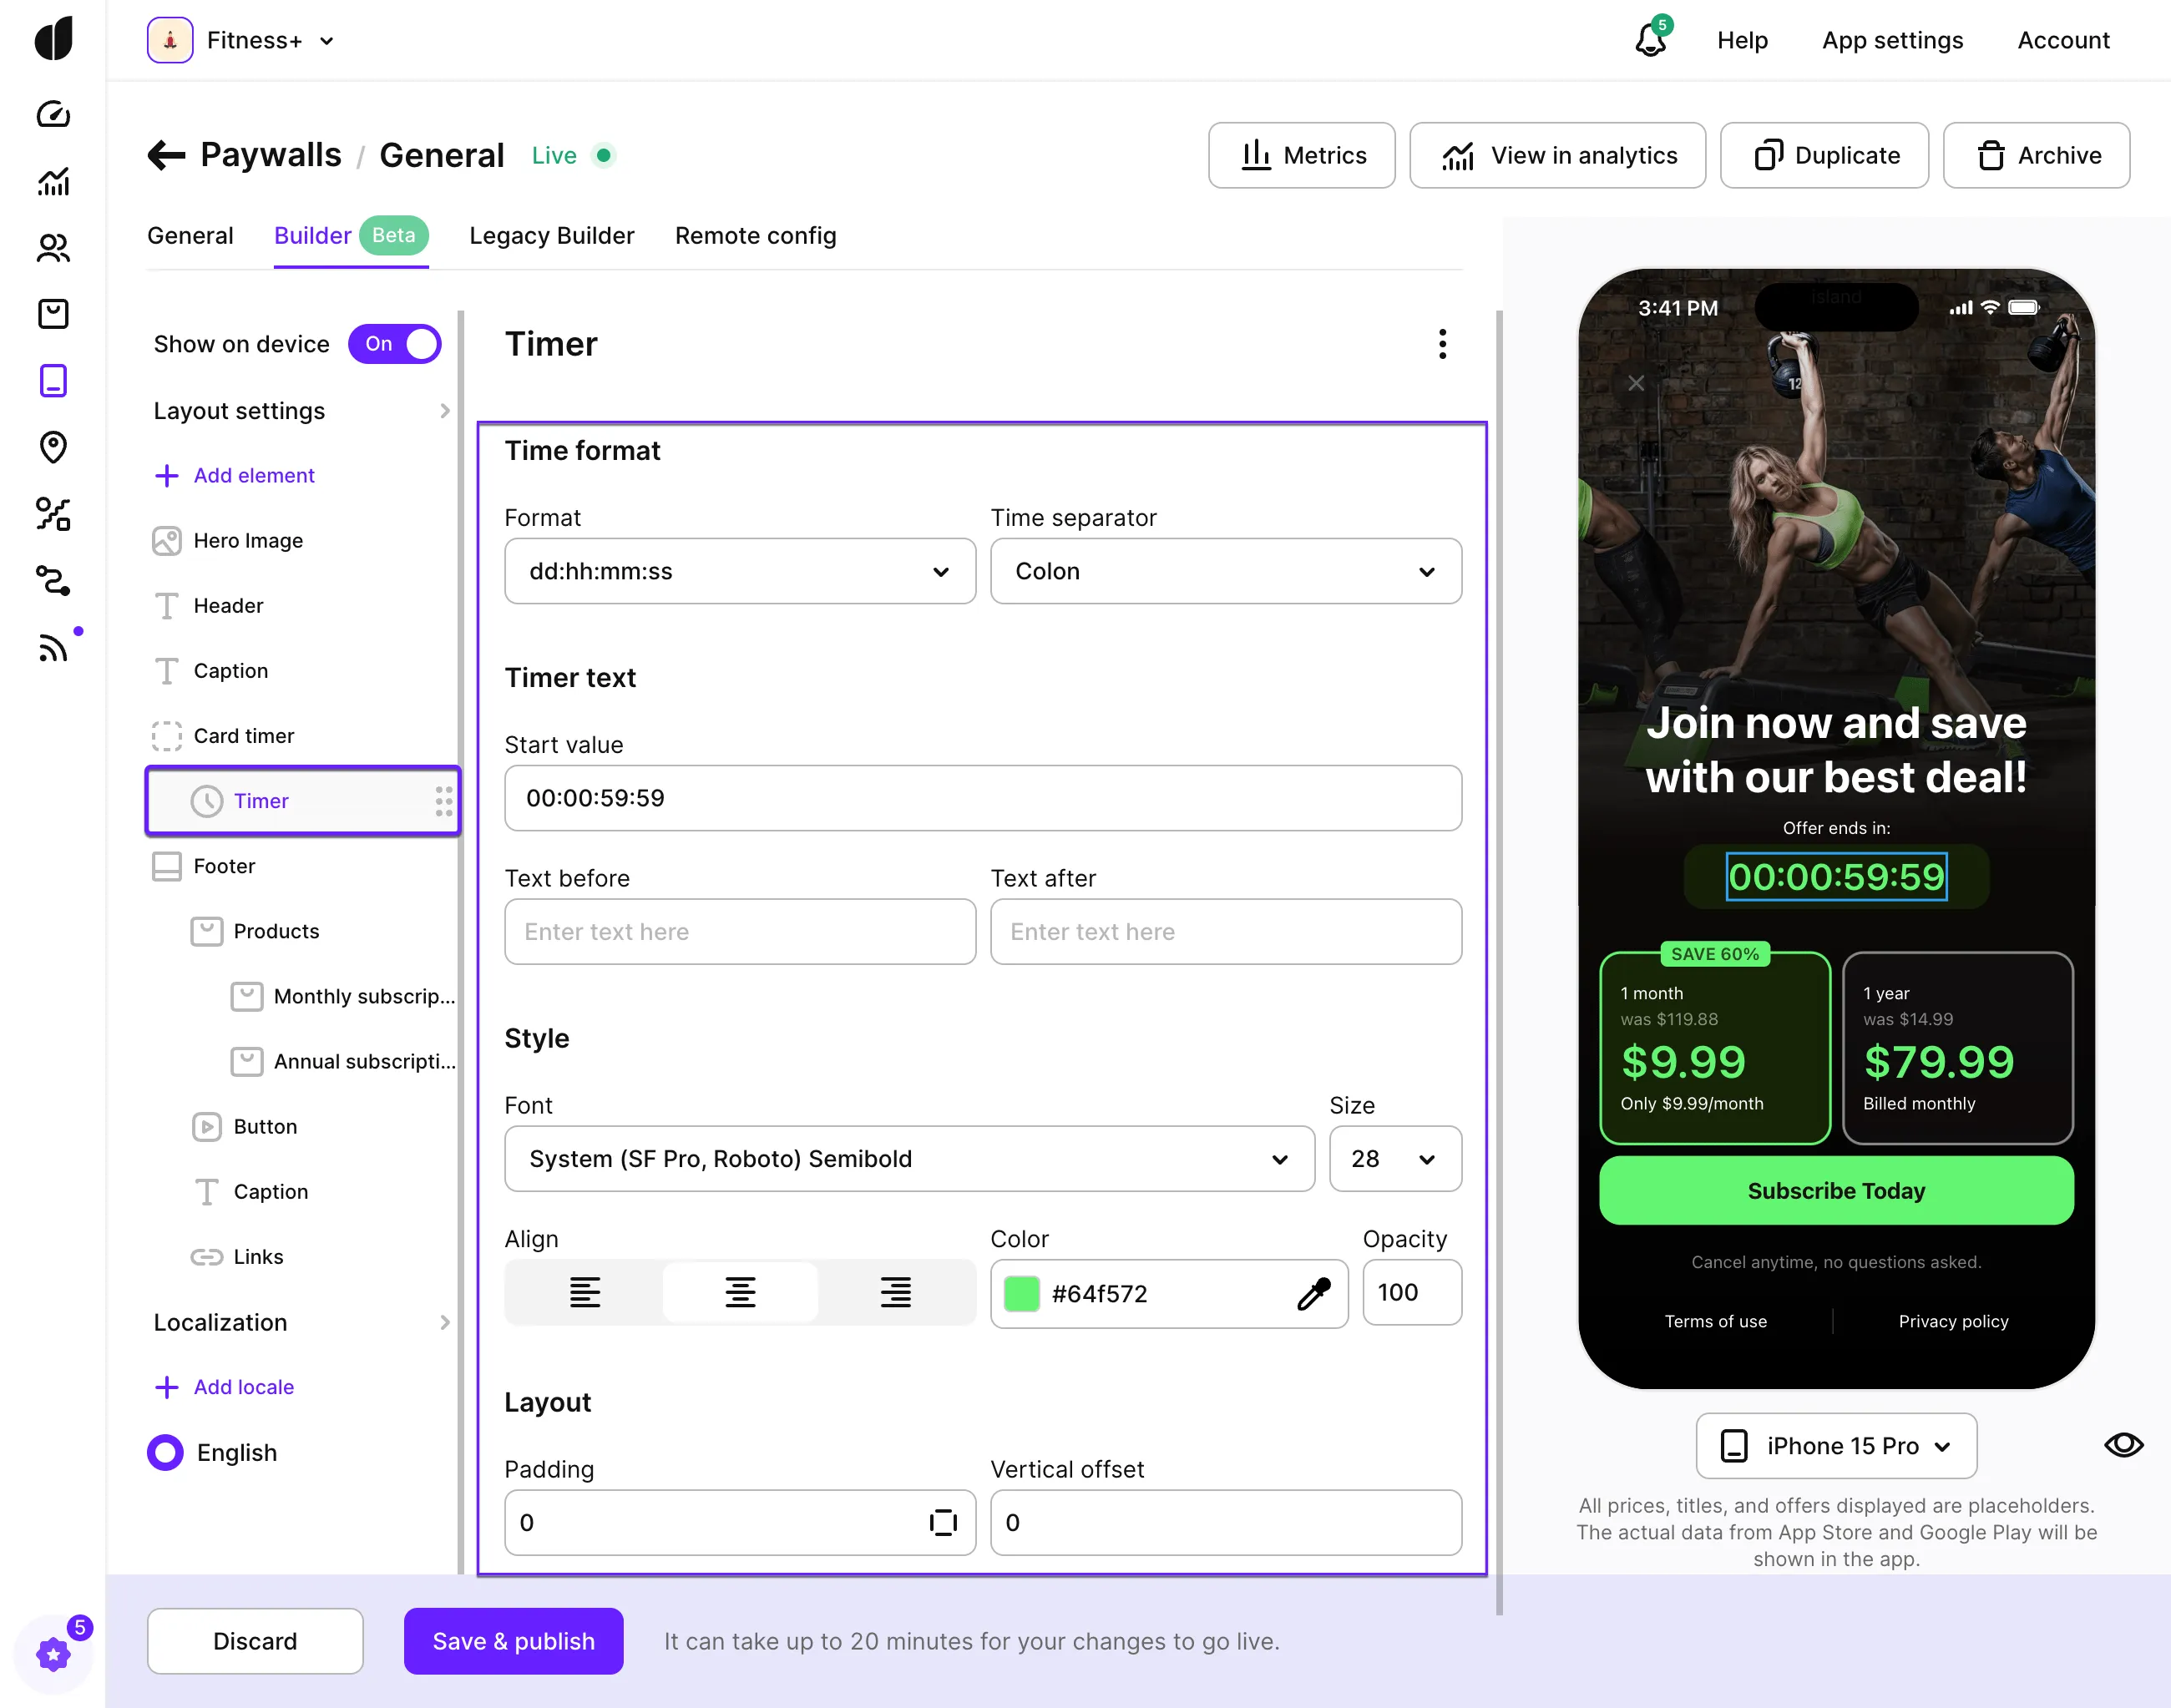 Fitness+
5
Help
App settings
Account
Paywalls / General
Live
Metrics
View in analytics
Duplicate
Archive
General
Builder Beta
Legacy Builder
Remote config
Show on device On
Layout settings
Add element
Hero Image
Header
Caption
Card timer
Timer
Footer
Products
Monthly subscrip...
Annual subscripti...
Button
Caption
Links
Localization
Add locale
English
Timer
Time format
Format
Time separator
dd:hh:mm:ss
Colon
Timer text
Start value
00:00:59:59
Text before
Text after
Enter text here
Enter text here
Style
Font
Size
System (SF Pro, Roboto) Semibold
28
Align
Color
Opacity
#64f572
100
Layout
Padding
Vertical offset
0
0
3:41 PM
island
12
Join now and save
with our best deal!
Offer ends in:
00:00:59:59
SAVE 60%
1 month
was $119.88
$9.99
Only $9.99/month
1 year
was $14.99
$79.99
Billed monthly
Subscribe Today
Cancel anytime, no questions asked.
Terms of use
Privacy policy
iPhone 15 Pro
All prices, titles, and offers displayed are placeholders.
The actual data from App Store and Google Play will be
shown in the app.
5
Discard
Save & publish
It can take up to 20 minutes for your changes to go live.